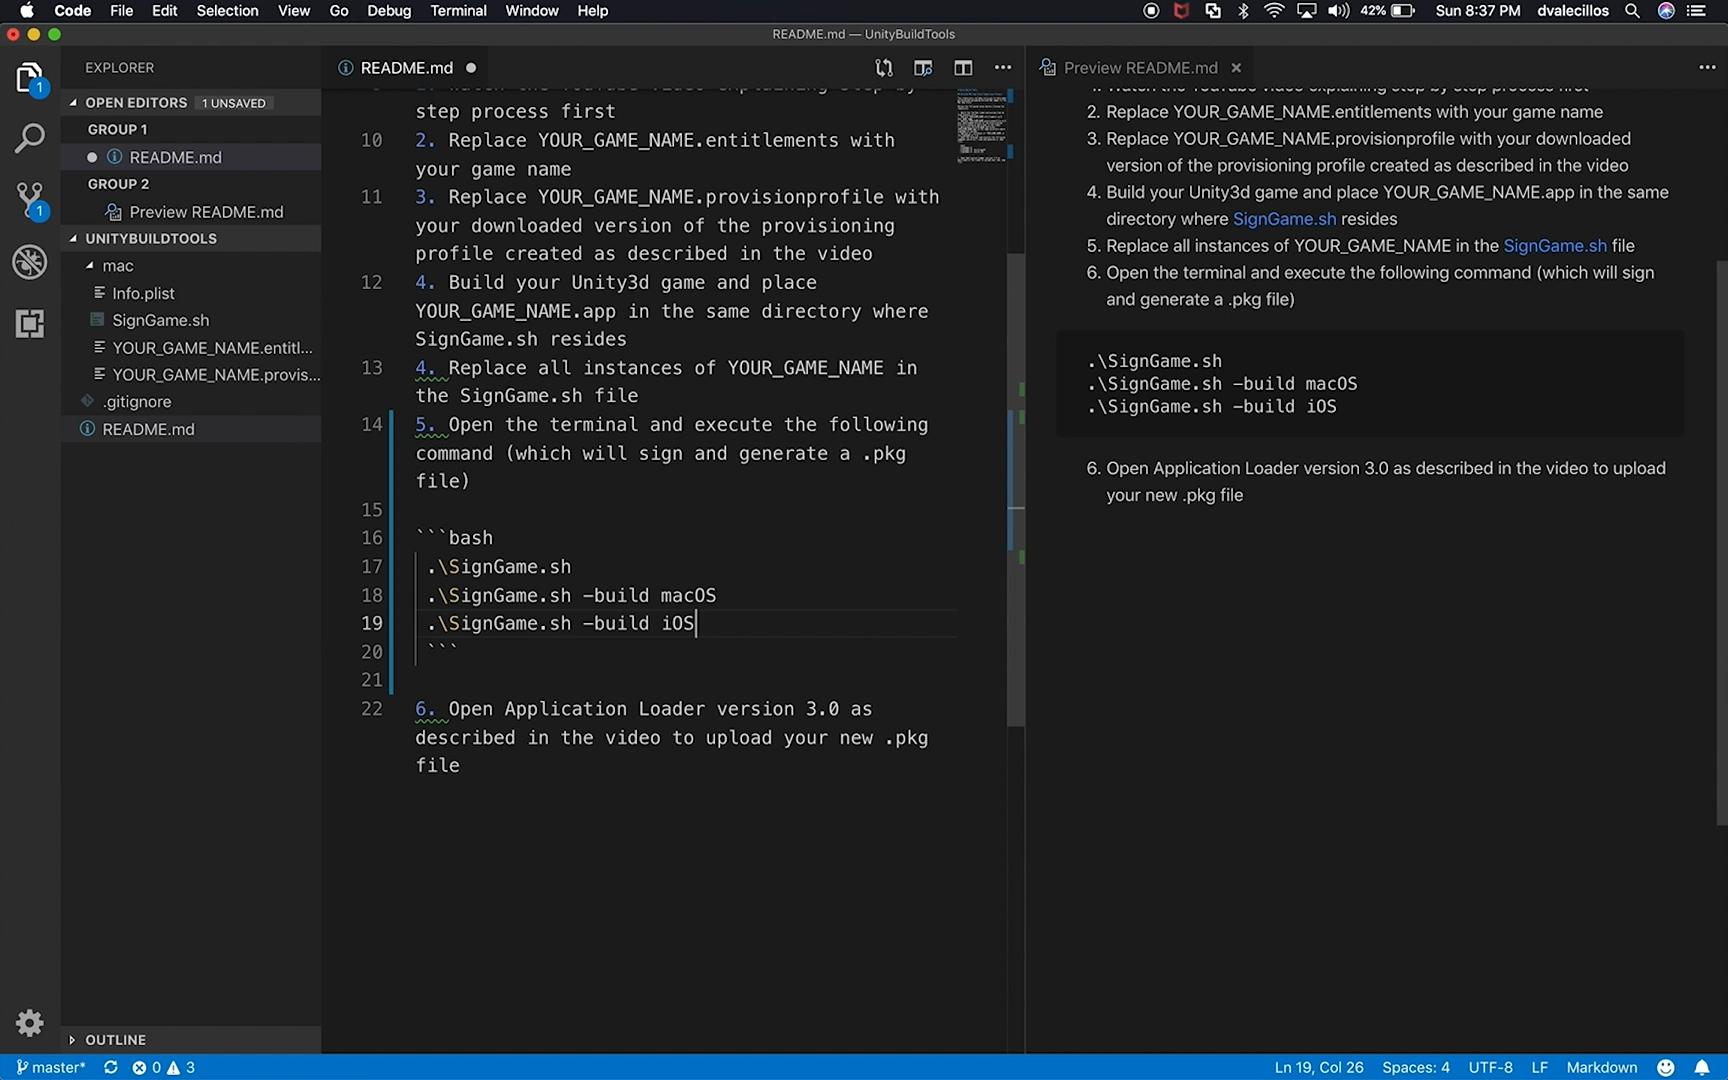 Code File Edit Selection View Go Debug Terminal Window Help
42% Sun 8:37 PM dvalecillos
README.md — UnityBuildTools
EXPLORER
OPEN EDITORS 1 UNSAVED
GROUP 1
README.md
GROUP 2
Preview README.md
UNITYBUILDTOOLS
mac
Info.plist
SignGame.sh
YOUR_GAME_NAME.entitl...
YOUR_GAME_NAME.provis...
.gitignore
README.md
OUTLINE
1
1
README.md
step process first
10 2. Replace YOUR_GAME_NAME.entitlements with
your game name
11 3. Replace YOUR_GAME_NAME.provisionprofile with
your downloaded version of the provisioning
profile created as described in the video
12 4. Build your Unity3d game and place
YOUR_GAME_NAME.app in the same directory where
SignGame.sh resides
13 4. Replace all instances of YOUR_GAME_NAME in
the SignGame.sh file
14 5. Open the terminal and execute the following
command (which will sign and generate a .pkg
file)
15
16 ```bash
17 .\SignGame.sh
18 .\SignGame.sh -build macOS
19 .\SignGame.sh -build iOS
20 ```
21
22 6. Open Application Loader version 3.0 as
described in the video to upload your new .pkg
file
Preview README.md
1. Watch the YouTube video explaining step by step process first
2. Replace YOUR_GAME_NAME.entitlements with your game name
3. Replace YOUR_GAME_NAME.provisionprofile with your downloaded
version of the provisioning profile created as described in the video
4. Build your Unity3d game and place YOUR_GAME_NAME.app in the same
directory where SignGame.sh resides
5. Replace all instances of YOUR_GAME_NAME in the SignGame.sh file
6. Open the terminal and execute the following command (which will sign
and generate a .pkg file)
.\SignGame.sh
.\SignGame.sh -build macOS
.\SignGame.sh -build iOS
6. Open Application Loader version 3.0 as described in the video to upload
your new .pkg file
master* 0 3
Ln 19, Col 26 Spaces: 4 UTF-8 LF Markdown